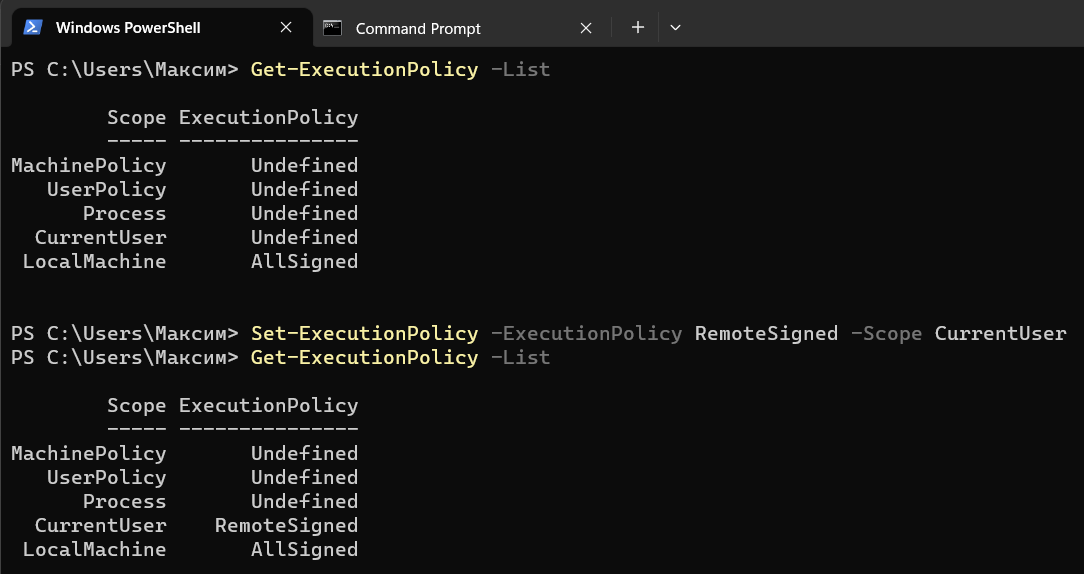 Windows PowerShell
Command Prompt
PS C:\Users\Максим> Get-ExecutionPolicy -List
Scope ExecutionPolicy
----- ---------------
MachinePolicy Undefined
UserPolicy Undefined
Process Undefined
CurrentUser Undefined
LocalMachine AllSigned
PS C:\Users\Максим> Set-ExecutionPolicy -ExecutionPolicy RemoteSigned -Scope CurrentUser
PS C:\Users\Максим> Get-ExecutionPolicy -List
Scope ExecutionPolicy
----- ---------------
MachinePolicy Undefined
UserPolicy Undefined
Process Undefined
CurrentUser RemoteSigned
LocalMachine AllSigned